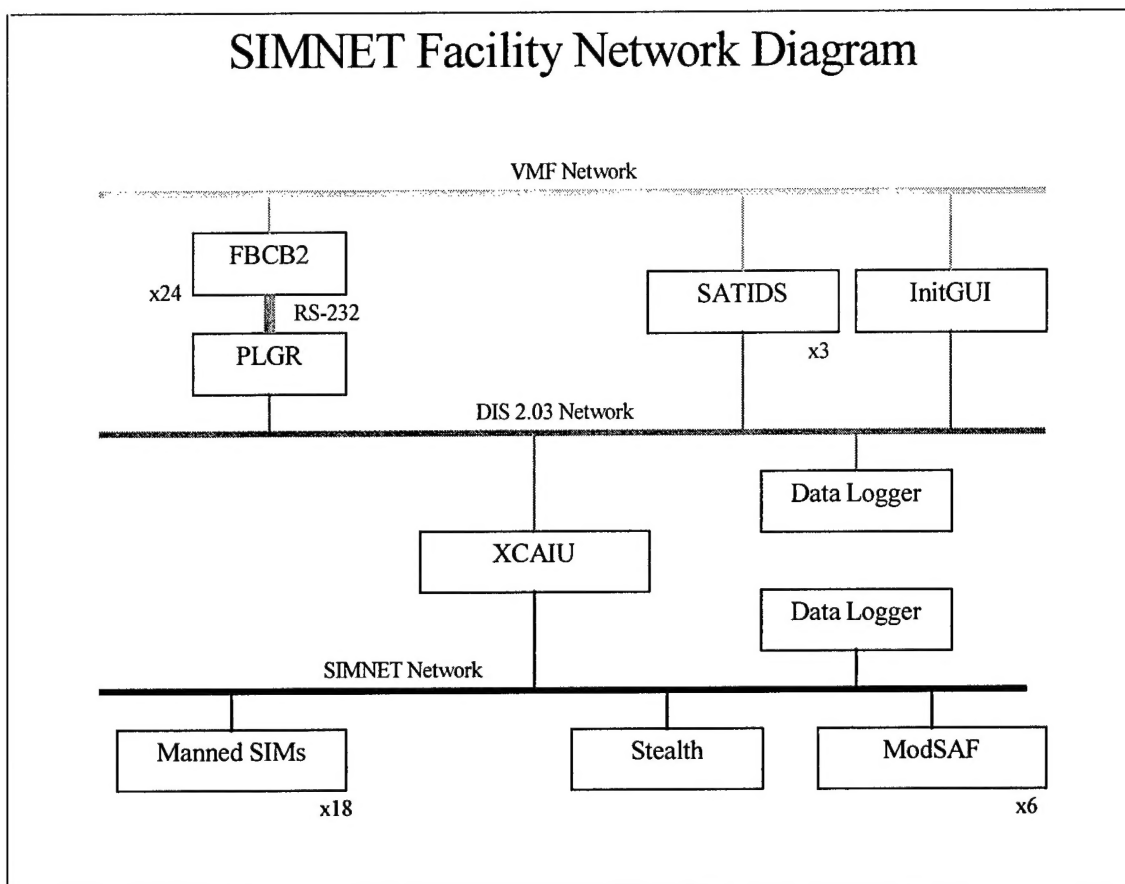 SIMNET Facility Network Diagram
VMF Network
FBCB2
x24
RS-232
PLGR
SATIDS
x3
InitGUI
DIS 2.03 Network
Data Logger
XCAIU
Data Logger
SIMNET Network
Manned SIMs
x18
Stealth
ModSAF
x6